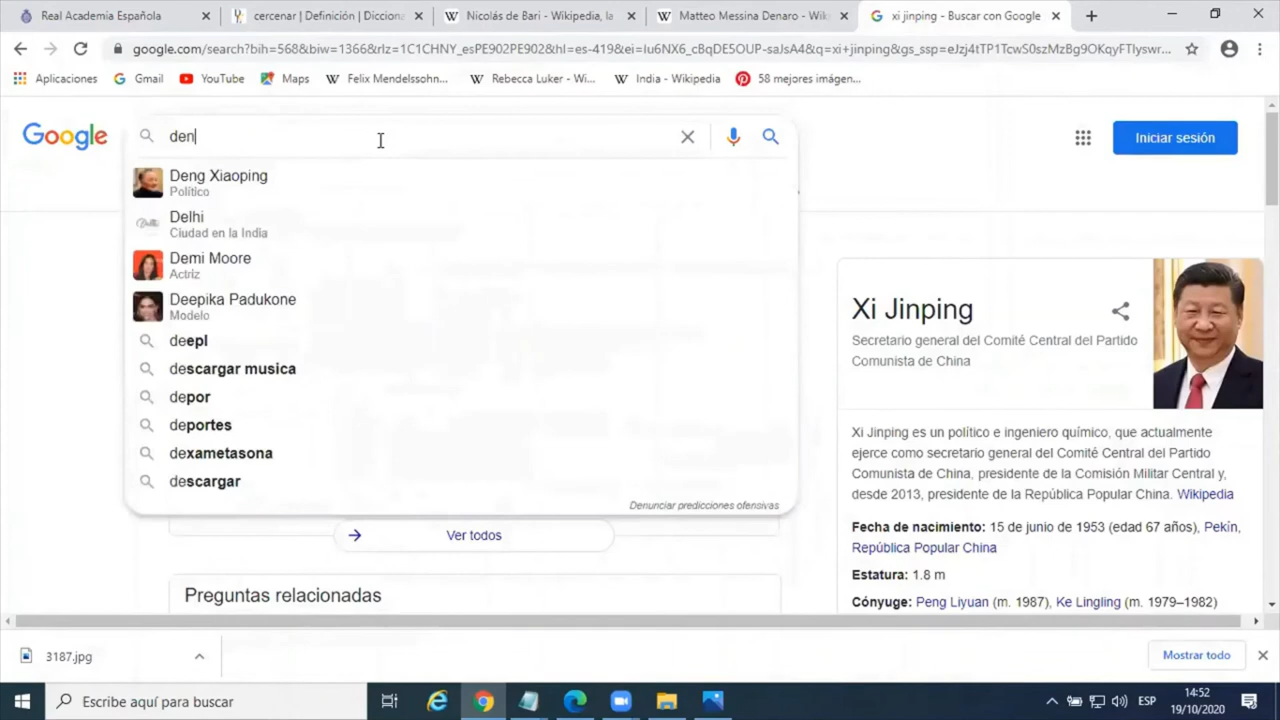 Real Academía Española
cercenar | Definición | Dicciona
Nicolás de Bari - Wikipedia, la
Matteo Messina Denaro - Wik
xi jinping - Buscar con Google
google.com/search?bih=568&biw=1366&rlz=1C1CHNY_esPE902PE902&hl=es-419&ei=Iu6NX6_c8qDE5OUP-saJsA4&q=xi+jinping&gs_ssp=eJzj4tTP1TcwS0szMzBg9OKqyFTIyswr...
Aplicaciones
Gmail
YouTube
Maps
Felix Mendelssohn...
Rebecca Luker - Wi...
India - Wikipedia
58 mejores imágen...
Google
den
Iniciar sesión
Deng Xiaoping
Político
Delhi
Ciudad en la India
Demi Moore
Actriz
Deepika Padukone
Modelo
deepl
descargar musica
depor
deportes
dexametasona
descargar
Denunciar predicciones ofensivas
Ver todos
Preguntas relacionadas
Xi Jinping
Secretario general del Comité Central del Partido
Comunista de China
Xi Jinping es un político e ingeniero químico, que actualmente
ejerce como secretario general del Comité Central del Partido
Comunista de China, presidente de la Comisión Militar Central y,
desde 2013, presidente de la República Popular China. Wikipedia
Fecha de nacimiento: 15 de junio de 1953 (edad 67 años), Pekín,
República Popular China
Estatura: 1.8 m
Cónyuge: Peng Liyuan (m. 1987), Ke Lingling (m. 1979–1982)
3187.jpg
Mostrar todo
Escribe aquí para buscar
ESP
14:52
19/10/2020